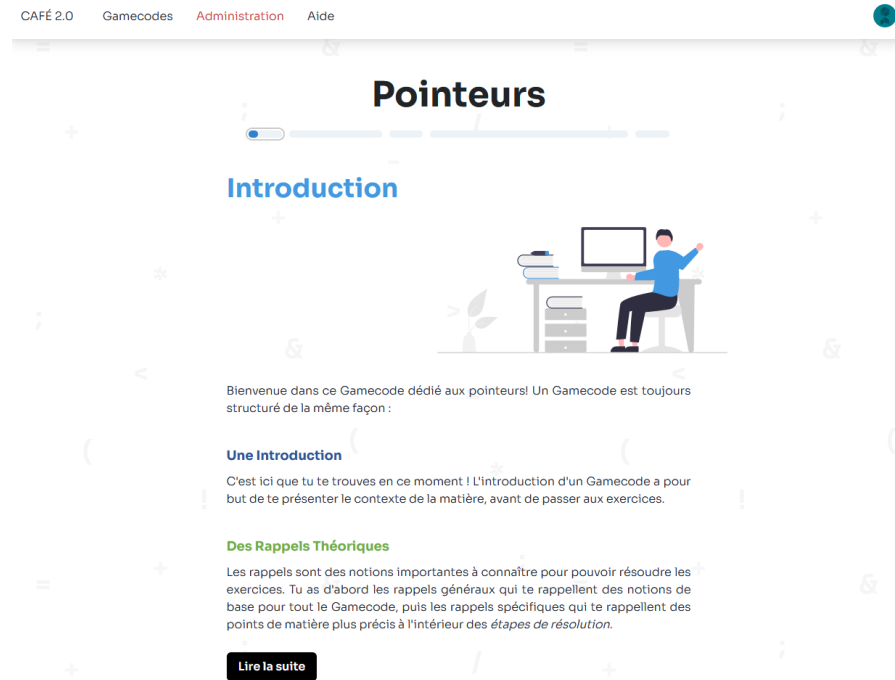 CAFÉ 2.0 Gamecodes Administration Aide
Pointeurs
Introduction
Bienvenue dans ce Gamecode dédié aux pointeurs! Un Gamecode est toujours
structuré de la même façon :
Une Introduction
C'est ici que tu te trouves en ce moment ! L'introduction d'un Gamecode a pour
but de te présenter le contexte de la matière, avant de passer aux exercices.
Des Rappels Théoriques
Les rappels sont des notions importantes à connaître pour pouvoir résoudre les
exercices. Tu as d'abord les rappels généraux qui te rappellent des notions de
base pour tout le Gamecode, puis les rappels spécifiques qui te rappellent des
points de matière plus précis à l'intérieur des étapes de résolution.
Lire la suite